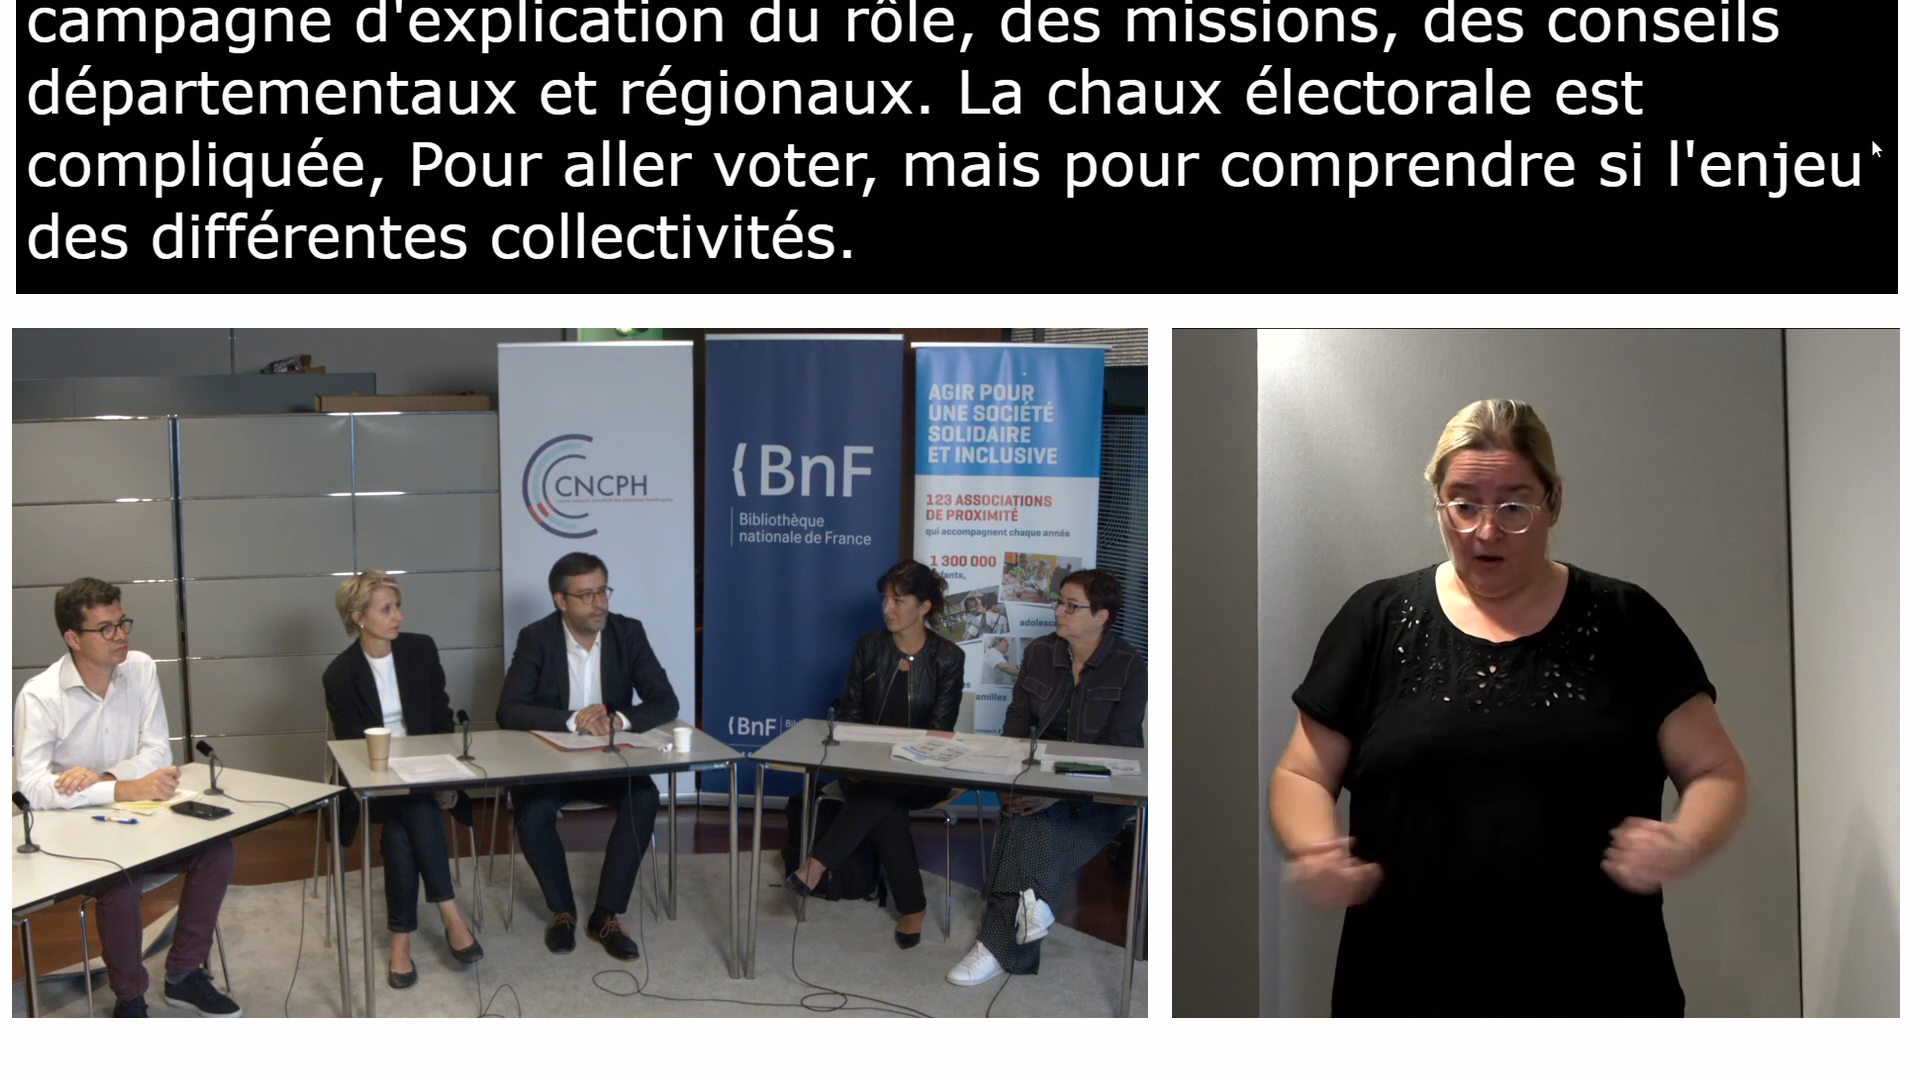 campagne d'explication du rôle, des missions, des conseils
départementaux et régionaux. La chaux électorale est
compliquée, Pour aller voter, mais pour comprendre si l'enjeu
des différentes collectivités.
CNCPH
BnF
Bibliothèque
nationale de France
BnF
AGIR POUR
UNE SOCIÉTÉ
SOLIDAIRE
ET INCLUSIVE
123 ASSOCIATIONS
DE PROXIMITÉ
qui accompagnent chaque année
1 300 000